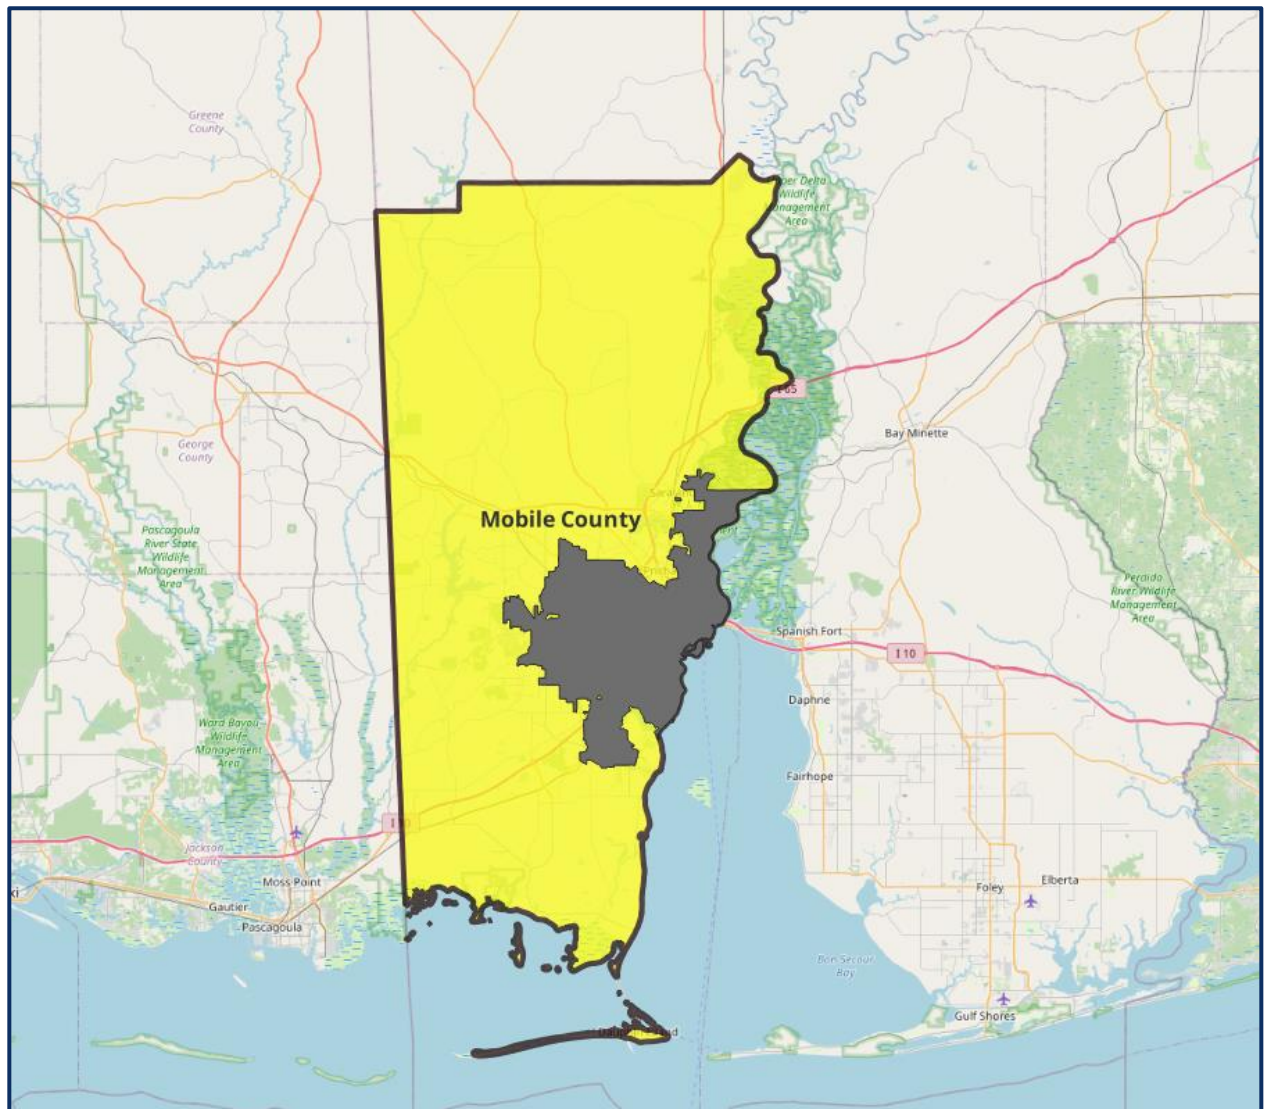 Greene
County
Wildlife
Management
Area
I 65
George
County
Bay Minette
Mobile County
Pascagoula
River State
Wildlife
Management
Area
Perdido
River Wildlife
Management
Area
Spanish Fort
I 10
Daphne
Ward Bayou
Wildlife
Management
Area
Fairhope
Jackson
County
Moss Point
Elberta
Foley
Gautier
Pascagoula
Bon Secour
Bay
Gulf Shores